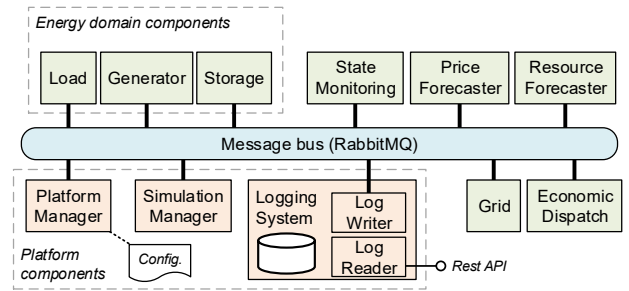 Energy domain components
Load
Generator
Storage
State
Monitoring
Price
Forecaster
Resource
Forecaster
Message bus (RabbitMQ)
Platform
Manager
Simulation
Manager
Logging
System
Log
Writer
Log
Reader
Grid
Economic
Dispatch
Platform
components
Config.
Rest API